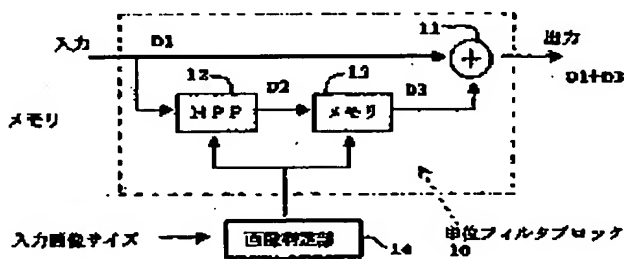 入力
D1
11
出力
D1+D3
12
HPF
D2
13
メモリ
D3
メモリ
入力画像サイズ
画像判定部
14
単位フィルタブロック
10